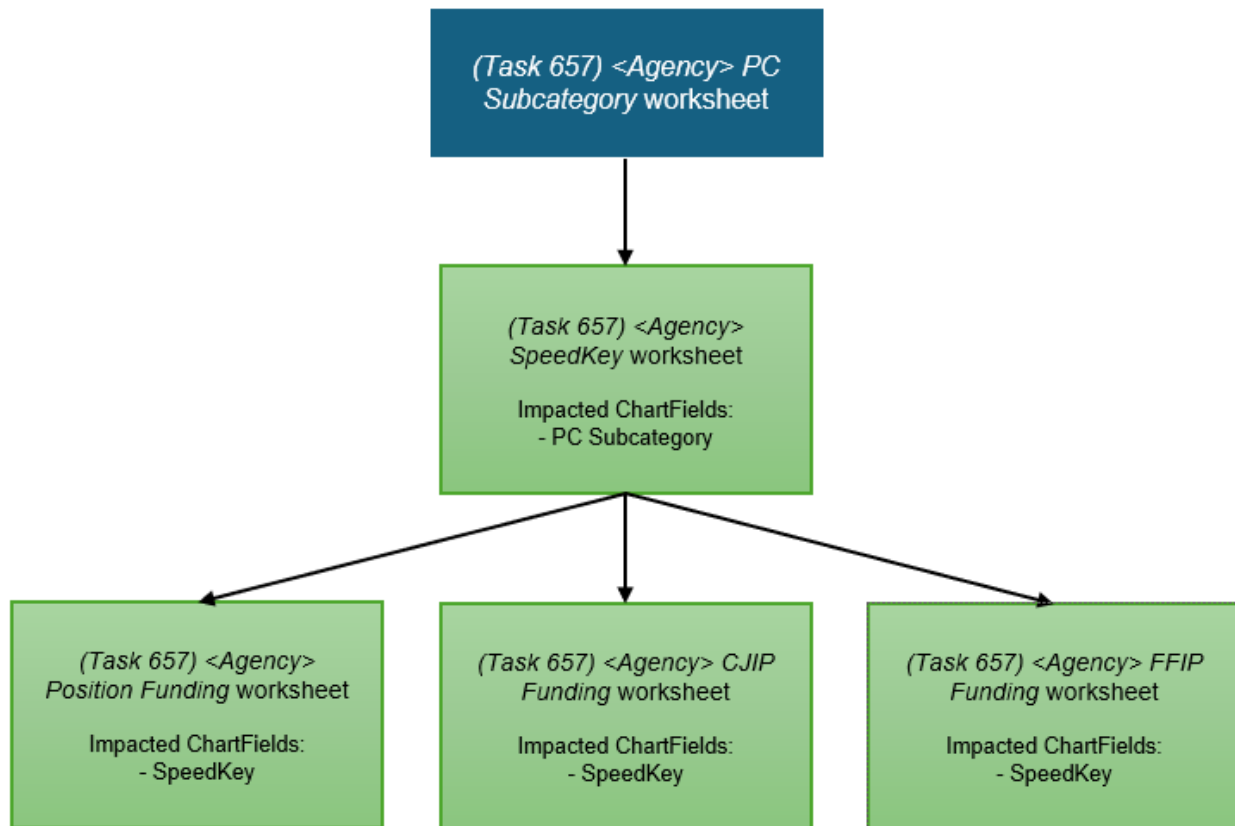 (Task 657) <Agency> PC
Subcategory worksheet
(Task 657) <Agency>
SpeedKey worksheet
Impacted ChartFields:
- PC Subcategory
(Task 657) <Agency>
Position Funding worksheet
Impacted ChartFields:
- SpeedKey
(Task 657) <Agency> CJIP
Funding worksheet
Impacted ChartFields:
- SpeedKey
(Task 657) <Agency> FFIP
Funding worksheet
Impacted ChartFields:
- SpeedKey